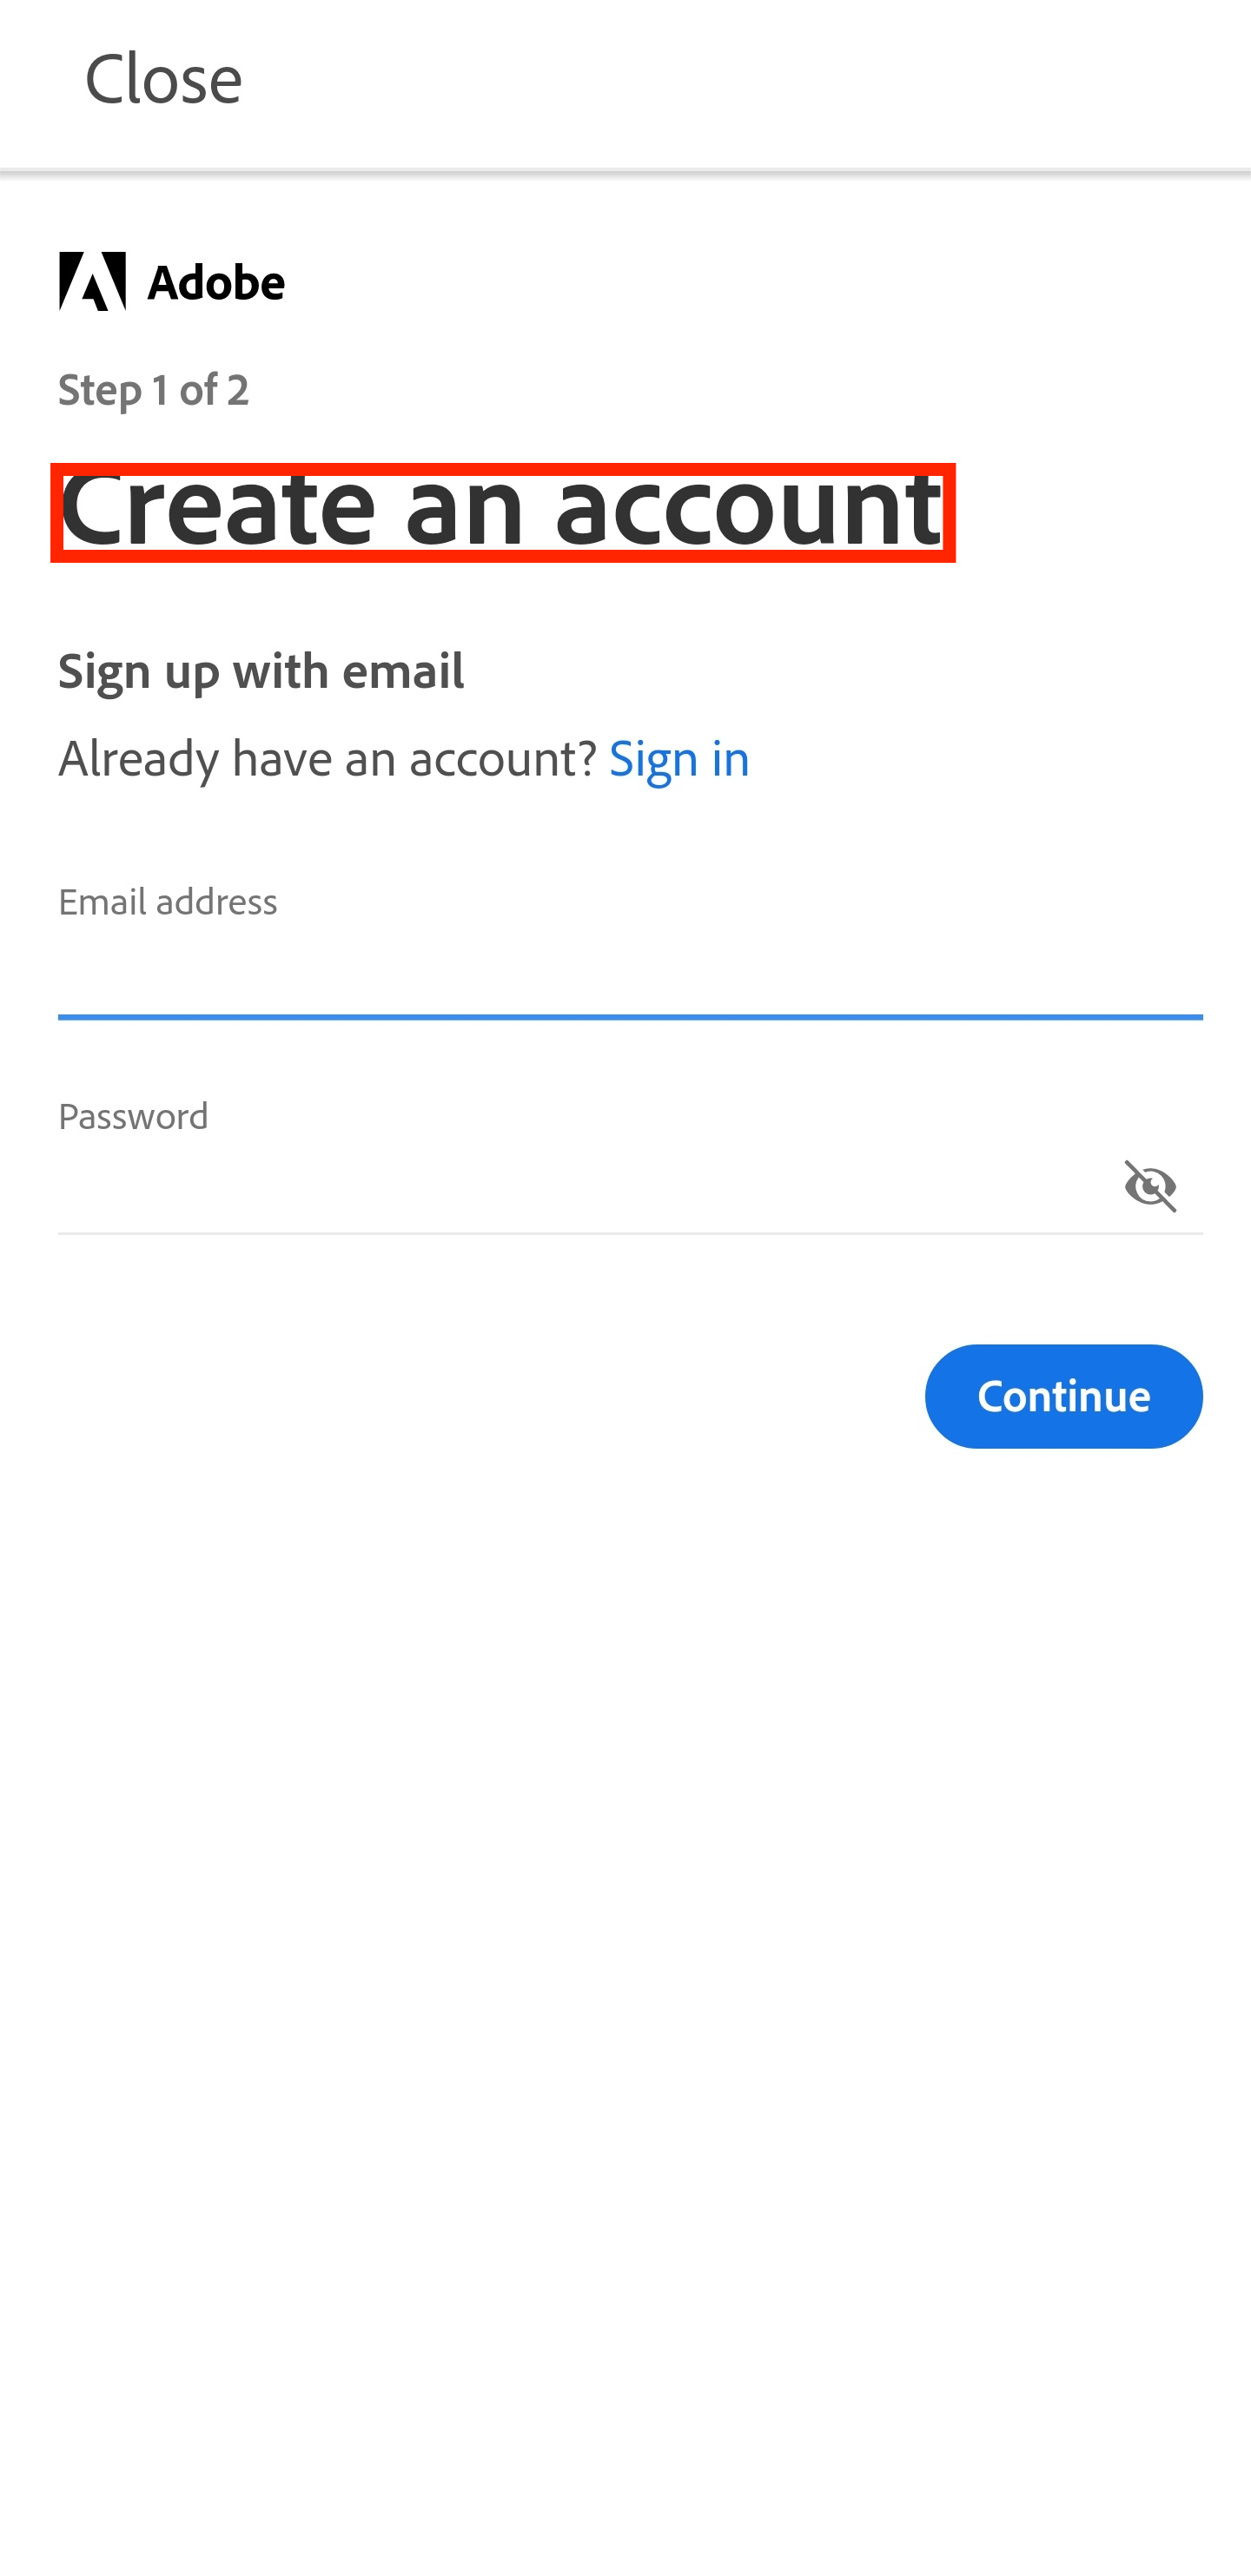 Close
Adobe
Step 1 of 2
Create an account
Sign up with email
Already have an account? Sign in
Email address
Password
Continue